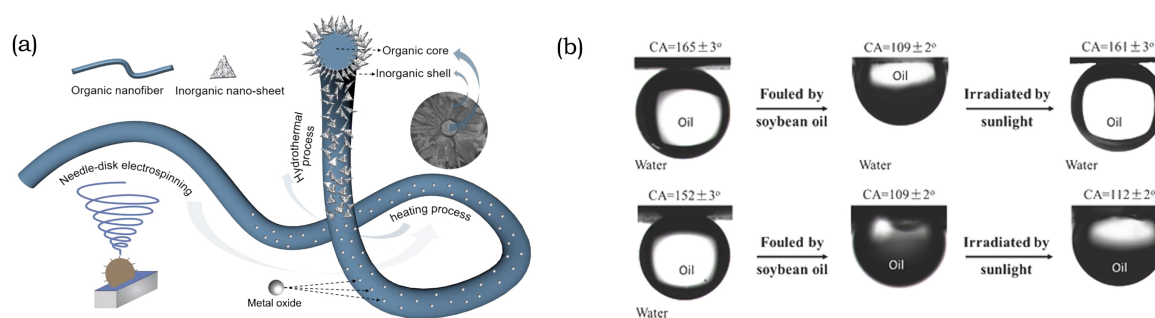 (a)
Organic nanofiber
Inorganic nano-sheet
Organic core
Inorganic shell
Hydrothermal
process
Needle-disk electrospinning
heating process
Metal oxide
(b)
CA=165±3°
CA=109±2°
CA=161±3°
Oil
Fouled by
soybean oil
Oil
Irradiated by
sunlight
Oil
Water
Water
Water
CA=152±3°
CA=109±2°
CA=112±2°
Oil
Fouled by
soybean oil
Oil
Irradiated by
sunlight
Oil
Water